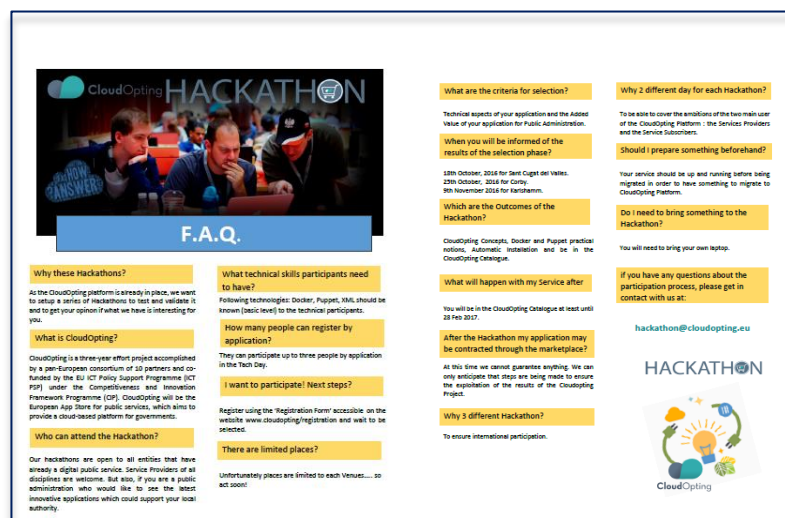 CloudOpting HACKATHON
THE HOW
ANSWERS
F.A.Q.
Why these Hackathons?
As the CloudOpting platform is already in place, we want
to setup a series of Hackathons to test and validate it
and to get your opinon if what we have is interesting for
you.
What is CloudOpting?
CloudOpting is a three-year effort project accomplished
by a pan-European consortium of 10 partners and co-
funded by the EU ICT Policy Support Programme (ICT
PSP) under the Competitiveness and Innovation
Framework Programme (CIP). CloudOpting will be the
European App Store for public services, which aims to
provide a cloud-based platform for governments.
Who can attend the Hackathon?
Our hackathons are open to all entities that have
already a digital public service. Service Providers of all
disciplines are welcome. But also, if you are a public
administration who would like to see the latest
innovative applications which could support your local
authority.
What technical skills participants need
to have?
Following technologies: Docker, Puppet, XML should be
known (basic level) to the technical participants.
How many people can register by
application?
They can participate up to three people by application
in the Tach Day.
I want to participate! Next steps?
Register using the 'Registration Form' accessible on the
website www.cloudopting/registration and wait to be
selected.
There are limited places?
Unfortunately places are limited to each Venues..... so
act soon!
What are the criteria for selection?
Technical aspects of your application and the Added
Value of your application for Public Administration.
When you will be informed of the
results of the selection phase?
18th October, 2016 for Sant Cugat del Valles.
25th October, 2016 for Corby.
9th November 2016 for Karlshamm.
Which are the Outcomes of the
Hackathon?
CloudOpting Concepts, Docker and Puppet practical
notions, Automatic Installation and be in the
CloudOpting Catalogue.
What will happen with my Service after
You will be in the CloudOpting Catalogue at least until
28 Feb 2017.
After the Hackathon my application may
be contracted through the marketplace?
At this time we cannot guarantee anything. We can
only anticipate that steps are being made to ensure
the exploitation of the results of the Cloudopting
Project.
Why 3 different Hackathon?
To ensure international participation.
Why 2 different day for each Hackathon?
To be able to cover the ambitions of the two main user
of the CloudOpting Platform : the Services Providers
and the Service Subscribers.
Should I prepare something beforehand?
Your service should be up and running before being
migrated in order to have something to migrate to
CloudOpting Platform.
Do I need to bring something to the
Hackathon?
You will need to bring your own laptop.
if you have any questions about the
participation process, please get in
contact with us at:
hackathon@cloudopting.eu
HACKATHON
CloudOpting